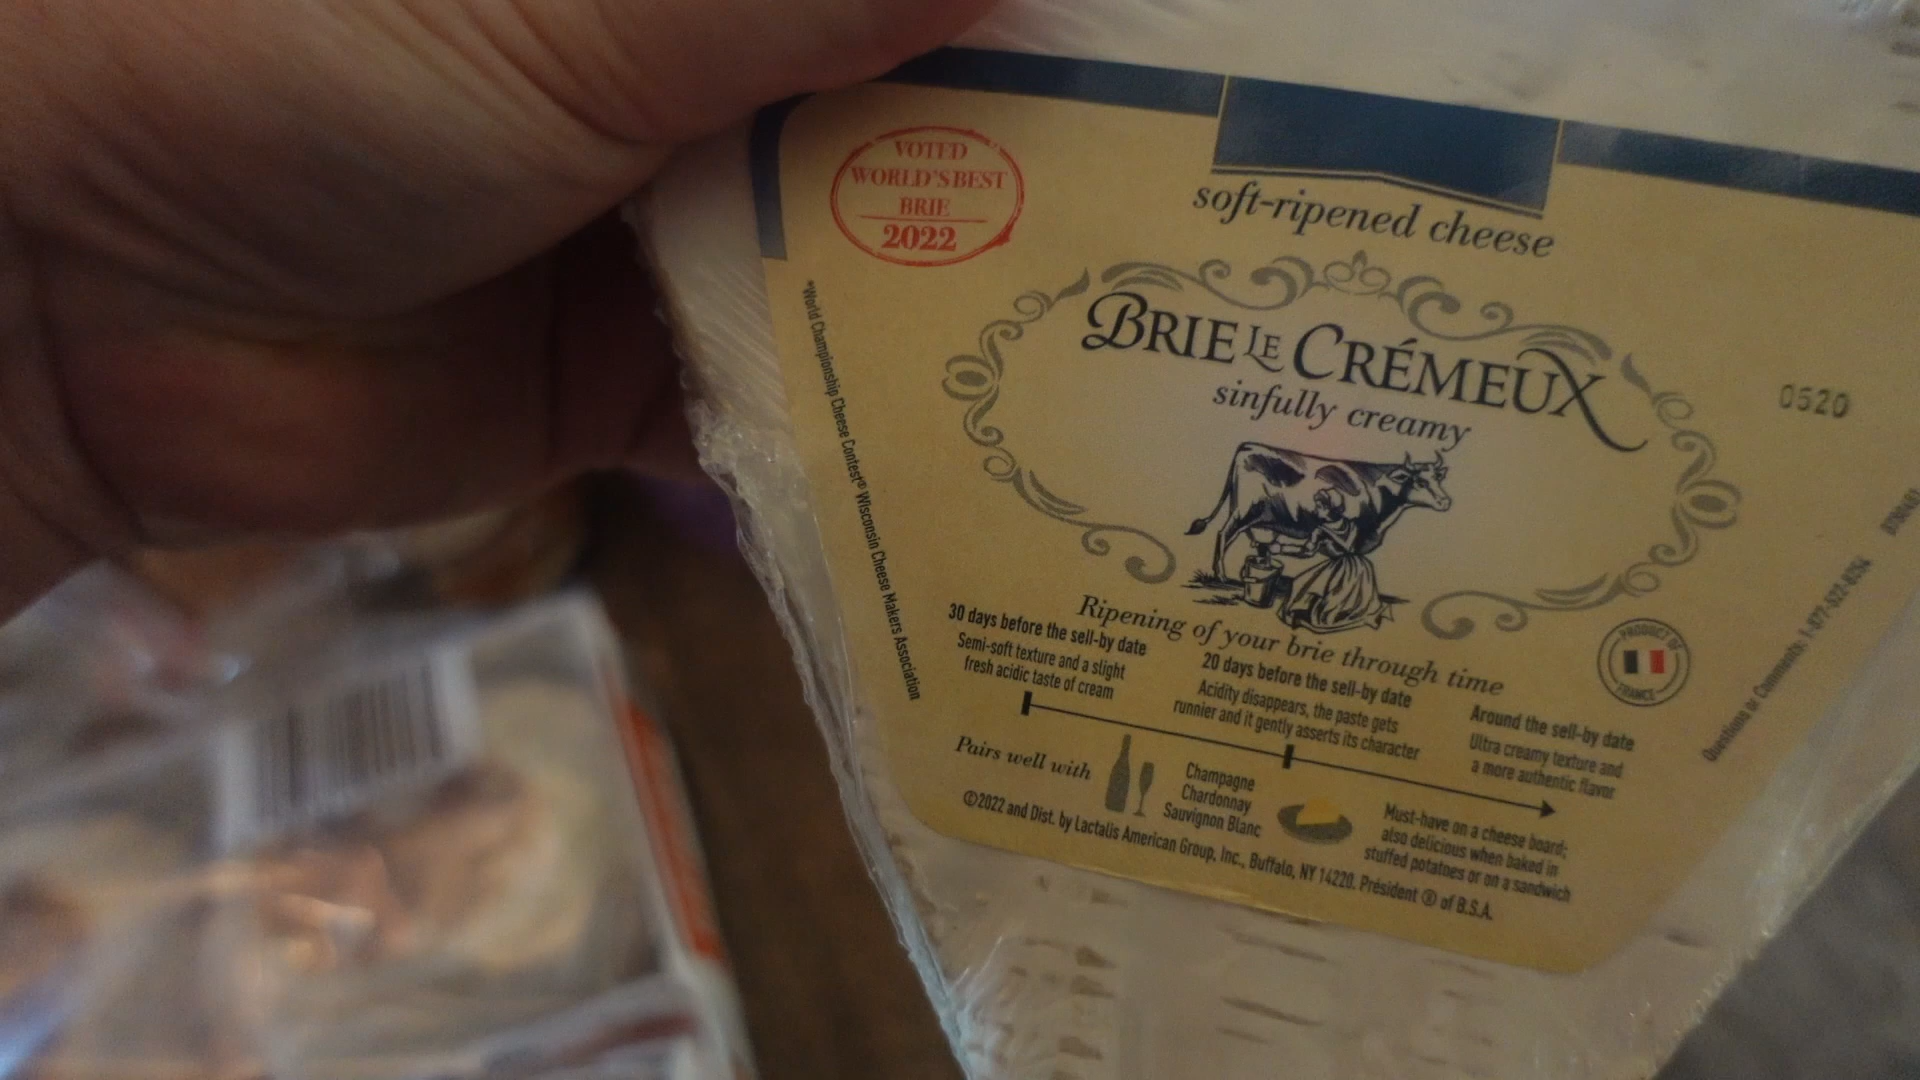 VOTED
WORLD'S BEST
BRIE
2022
soft-ripened cheese
BRIE LE CRÉMEUX
sinfully creamy
0520
*World Championship Cheese Contest® Wisconsin Cheese Makers Association
Ripening of your brie through time
30 days before the sell-by date
Semi-soft texture and a slight
fresh acidic taste of cream
20 days before the sell-by date
Acidity disappears, the paste gets
runnier and it gently asserts its character
Around the sell-by date
Ultra creamy texture and
a more authentic flavor
PRODUCT OF
FRANCE
Questions or Comments: 1-877-522-8254
Pairs well with
Champagne
Chardonnay
Sauvignon Blanc
Must-have on a cheese board;
also delicious when baked in
stuffed potatoes or on a sandwich
©2022 and Dist. by Lactalis American Group, Inc., Buffalo, NY 14220. Président ® of B.S.A.